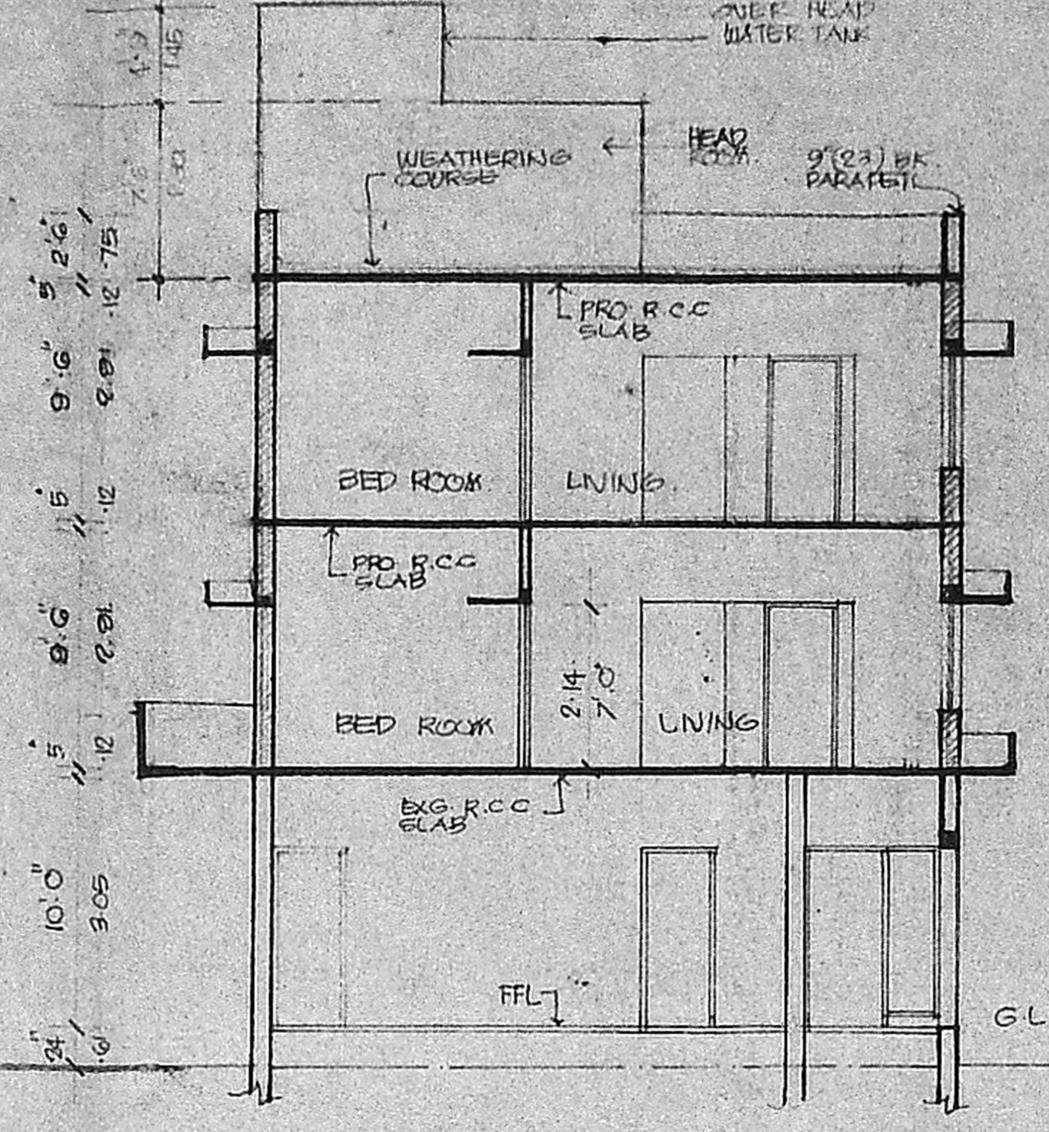 OVER HEAD
WATER TANK
1.45
HEAD
ROOM.
WEATHERING
COURSE
9"(23) BK.
PARAPET
2'6"
.75
5"
.12
PRO R.C.C
SLAB
9'.6"
2.91
BED ROOM
LIVING
5"
.12
PRO R.C.C
SLAB
9'.6"
2.91
2.14
7'.0"
BED ROOM
LIVING
5"
.12
EXG. R.C.C
SLAB
10'.0"
3.05
FFL
GL
24"
.61